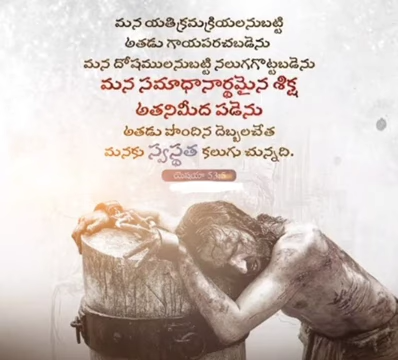 మన యతిక్రమక్రియలనుబట్టి
అతడు గాయపరచబడెను
మన దోషములనుబట్టి నలుగగొట్టబడెను
మన సమాధానార్థమైన శిక్ష
అతనిమీద పడెను
అతడు పొందిన దెబ్బలచేత
మనకు స్వస్థత కలుగు చున్నది.
యెషయా 53:5